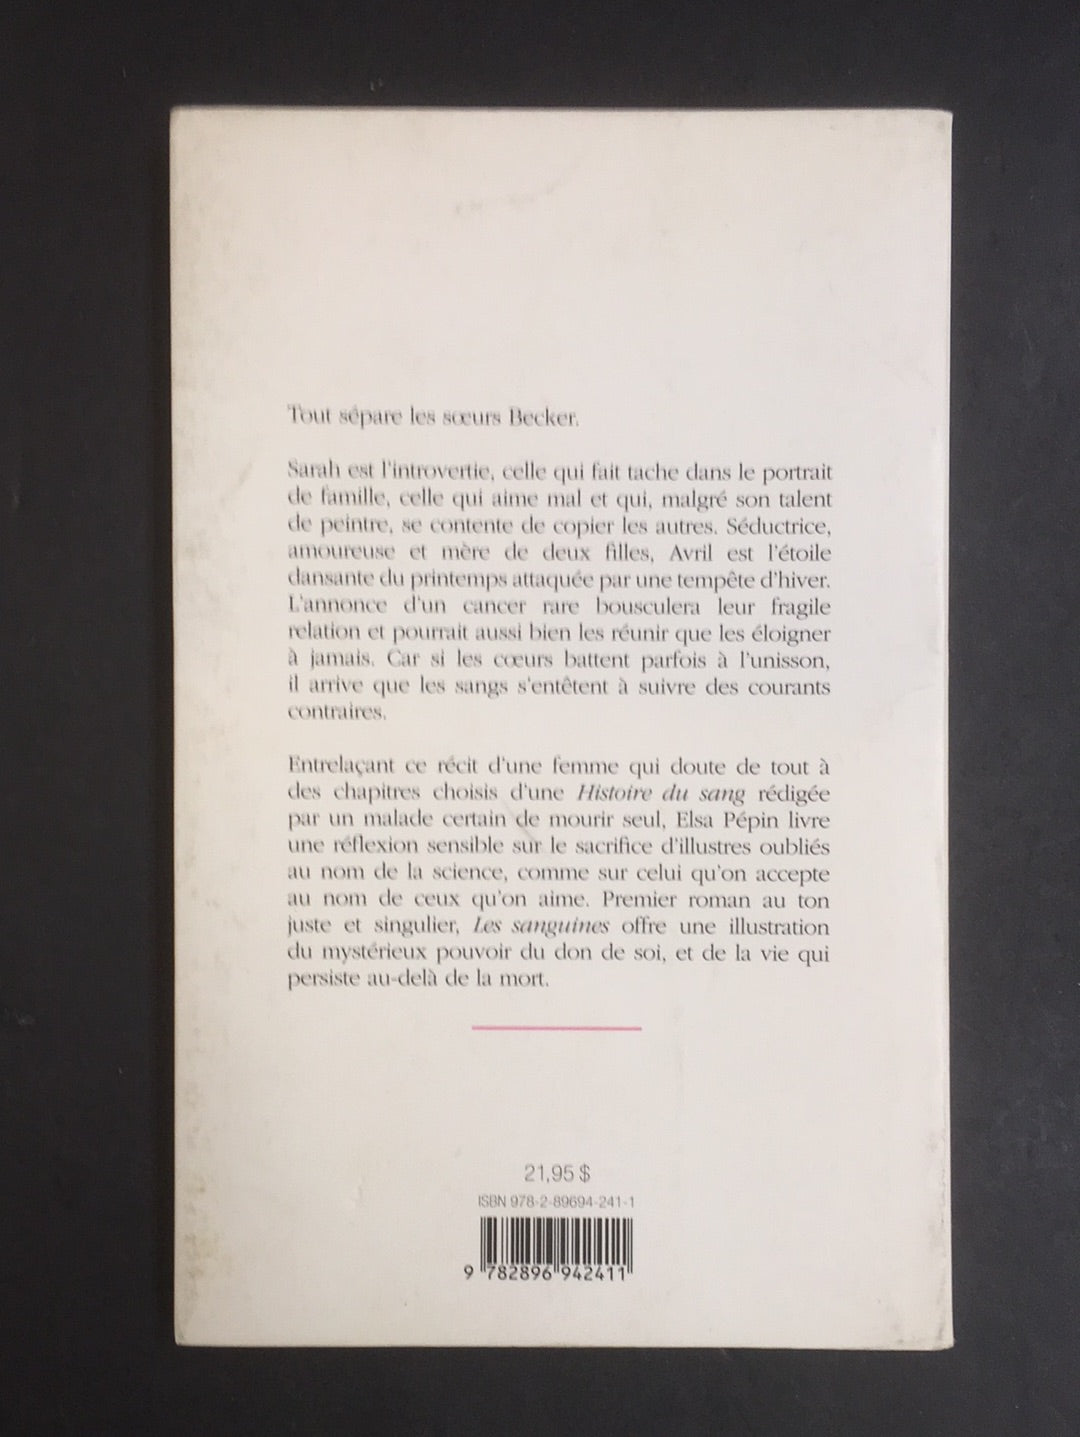 Tout sépare les sœurs Becker.
Sarah est l'introvertie, celle qui fait tache dans le portrait
de famille, celle qui aime mal et qui, malgré son talent
de peintre, se contente de copier les autres. Séductrice,
amoureuse et mère de deux filles, Avril est l'étoile
dansante du printemps attaquée par une tempête d'hiver.
L'annonce d'un cancer rare bousculera leur fragile
relation et pourrait aussi bien les réunir que les éloigner
à jamais. Car si les cœurs battent parfois à l'unisson,
il arrive que les sangs s'entêtent à suivre des courants
contraires.
Entrelaçant ce récit d'une femme qui doute de tout à
des chapitres choisis d'une Histoire du sang rédigée
par un malade certain de mourir seul, Elsa Pépin livre
une réflexion sensible sur le sacrifice d'illustres oubliés
au nom de la science, comme sur celui qu'on accepte
au nom de ceux qu'on aime. Premier roman au ton
juste et singulier, Les sanguines offre une illustration
du mystérieux pouvoir du don de soi, et de la vie qui
persiste au-delà de la mort.
21,95 $
ISBN 978-2-89694-241-1
9 782896 942411